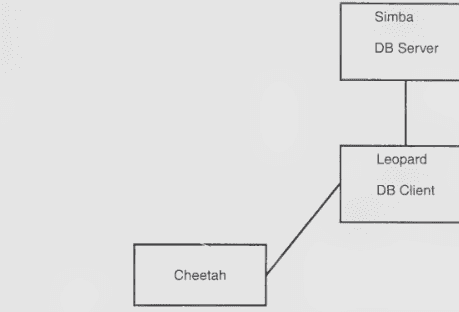 Simba
DB Server
Leopard
DB Client
Cheetah